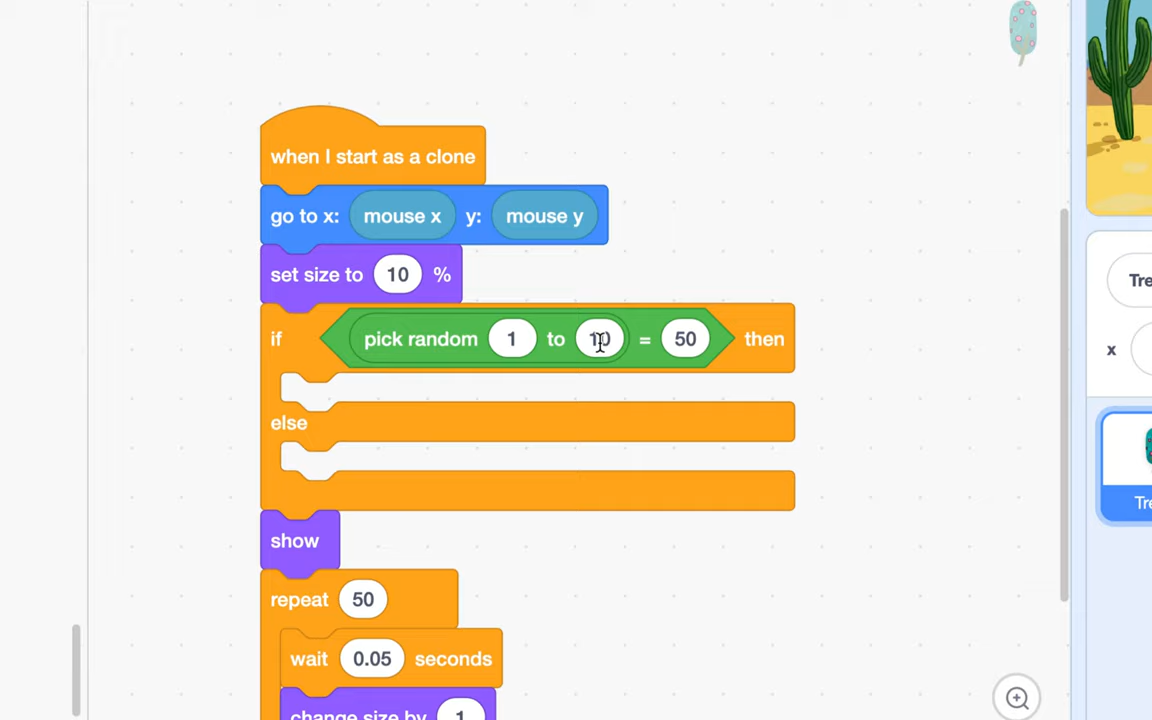 when I start as a clone
go to x: mouse x y: mouse y
set size to 10 %
if pick random 1 to 10 = 50 then
else
show
repeat 50
wait 0.05 seconds
change size by 1
Tre
x
Tre